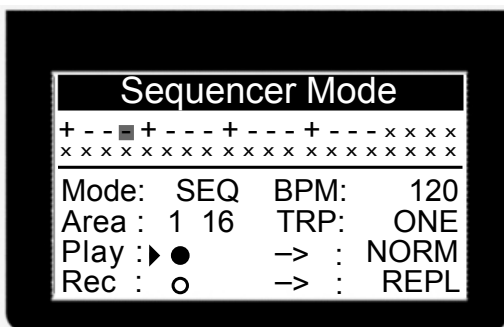 Sequencer Mode
+ - - - + - - - + - - - + - - - x x x x
x x x x x x x x x x x x x x x x x x x x
Mode: SEQ BPM: 120
Area : 1 16 TRP: ONE
Play : ▶ ● –> : NORM
Rec : ○ –> : REPL